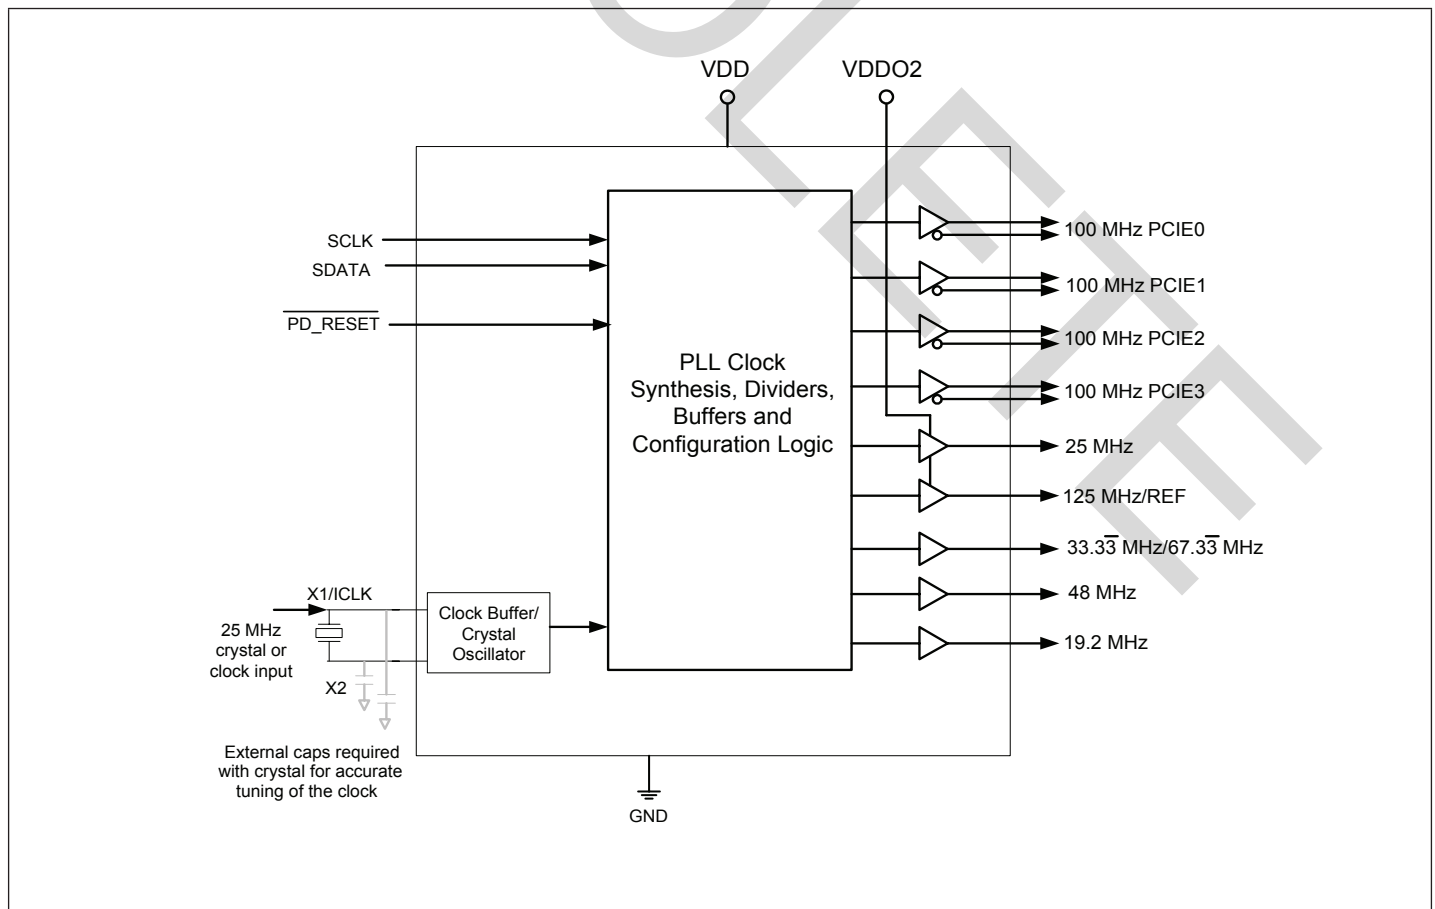 VDD
VDDO2
SCLK
SDATA
PD_RESET
PLL Clock
Synthesis, Dividers,
Buffers and
Configuration Logic
100 MHz PCIE0
100 MHz PCIE1
100 MHz PCIE2
100 MHz PCIE3
25 MHz
125 MHz/REF
33.33̅ MHz/67.33̅ MHz
48 MHz
19.2 MHz
X1/ICLK
25 MHz
crystal or
clock input
X2
Clock Buffer/
Crystal
Oscillator
External caps required
with crystal for accurate
tuning of the clock
GND